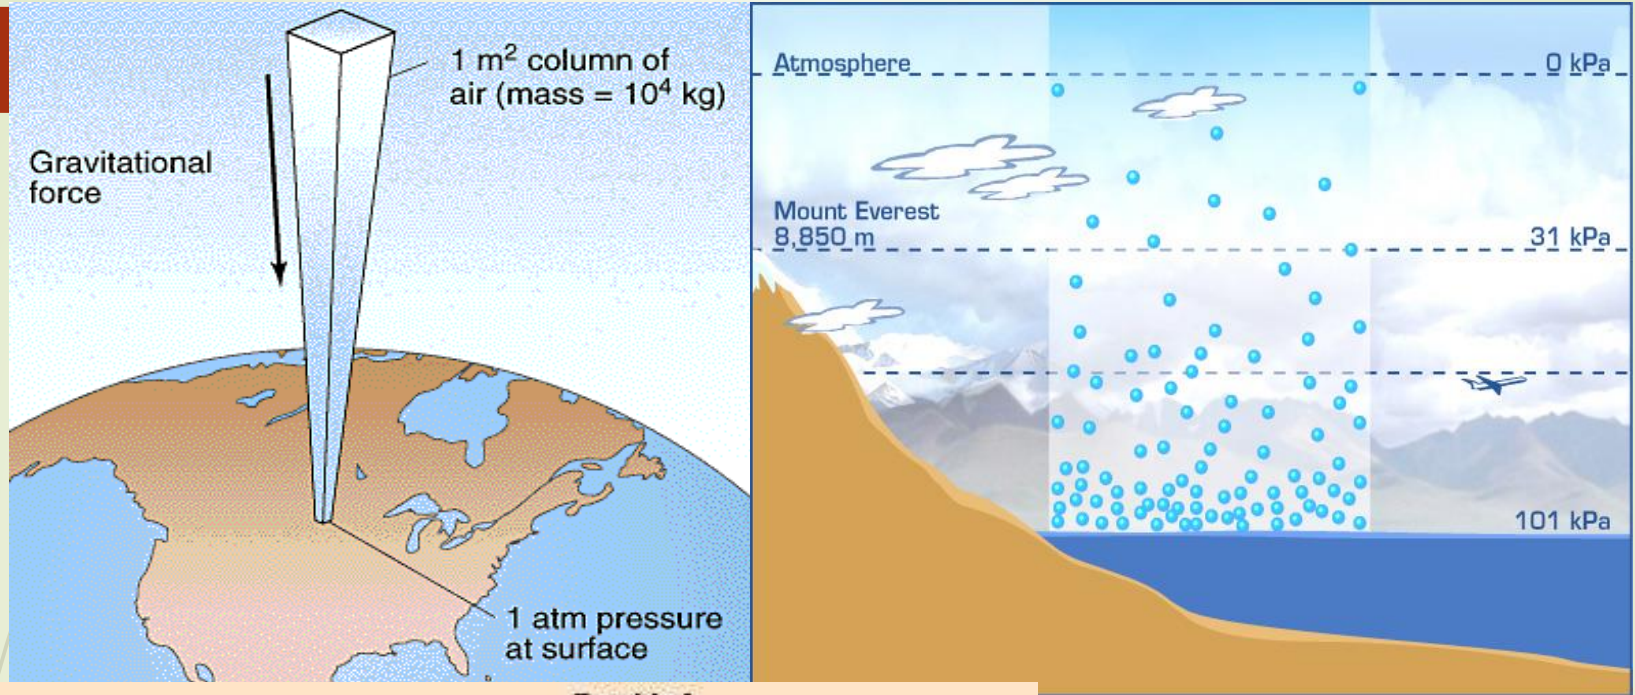 1 m² column of
air (mass = 10⁴ kg)
Gravitational
force
1 atm pressure
at surface
Atmosphere
0 kPa
Mount Everest
8,850 m
31 kPa
101 kPa